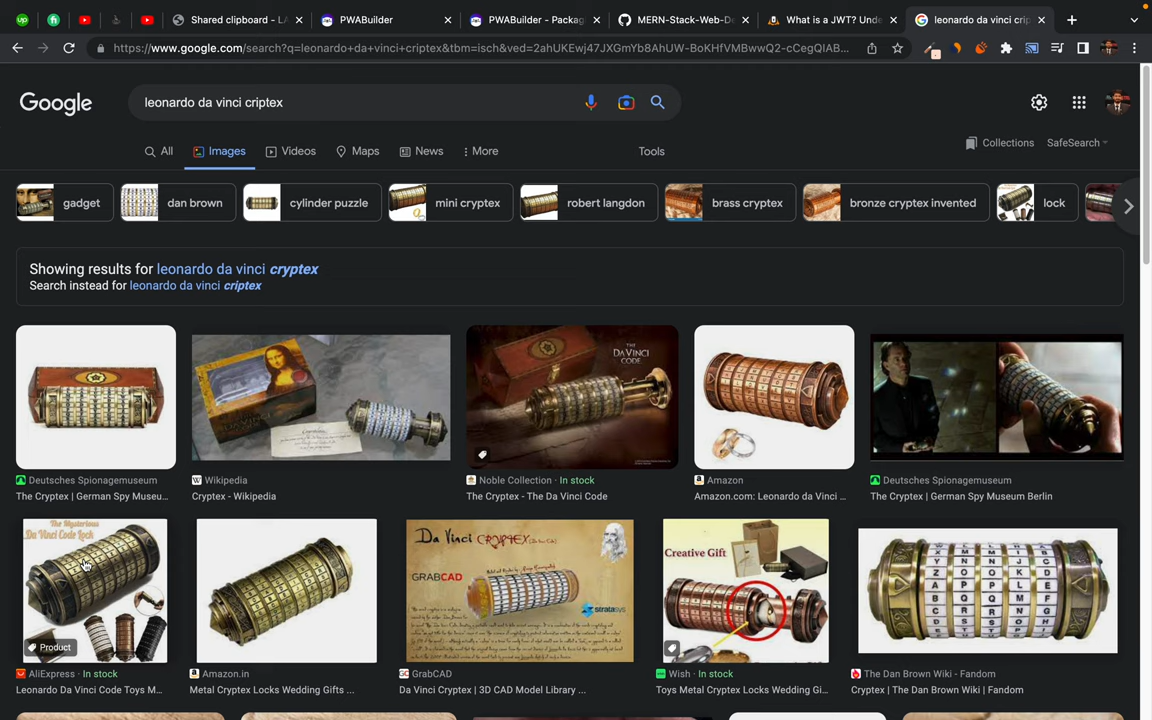 Shared clipboard - LA
PWABuilder
PWABuilder - Packag
MERN-Stack-Web-De
What is a JWT? Unde
leonardo da vinci crip
https://www.google.com/search?q=leonardo+da+vinci+criptex&tbm=isch&ved=2ahUKEwj47JXGmYb8AhUW-BoKHfVMBwwQ2-cCegQIAB...
Google
leonardo da vinci criptex
All
Images
Videos
Maps
News
More
Tools
Collections
SafeSearch
gadget
dan brown
cylinder puzzle
mini cryptex
robert langdon
brass cryptex
bronze cryptex invented
lock
Showing results for leonardo da vinci cryptex
Search instead for leonardo da vinci criptex
THE
DAVINCI
CODE
Deutsches Spionagemuseum
The Cryptex | German Spy Museu...
Wikipedia
Cryptex - Wikipedia
Noble Collection · In stock
The Cryptex - The Da Vinci Code
Amazon
Amazon.com: Leonardo da Vinci ...
Deutsches Spionagemuseum
The Cryptex | German Spy Museum Berlin
The Mysterious
Da Vinci Code Lock
Product
AliExpress · In stock
Leonardo Da Vinci Code Toys M...
Amazon.in
Metal Cryptex Locks Wedding Gifts ...
Da Vinci CRYPTEX
GRABCAD
stratasys
GrabCAD
Da Vinci Cryptex | 3D CAD Model Library ...
Creative Gift
Wish · In stock
Toys Metal Cryptex Locks Wedding Gi...
The Dan Brown Wiki - Fandom
Cryptex | The Dan Brown Wiki | Fandom